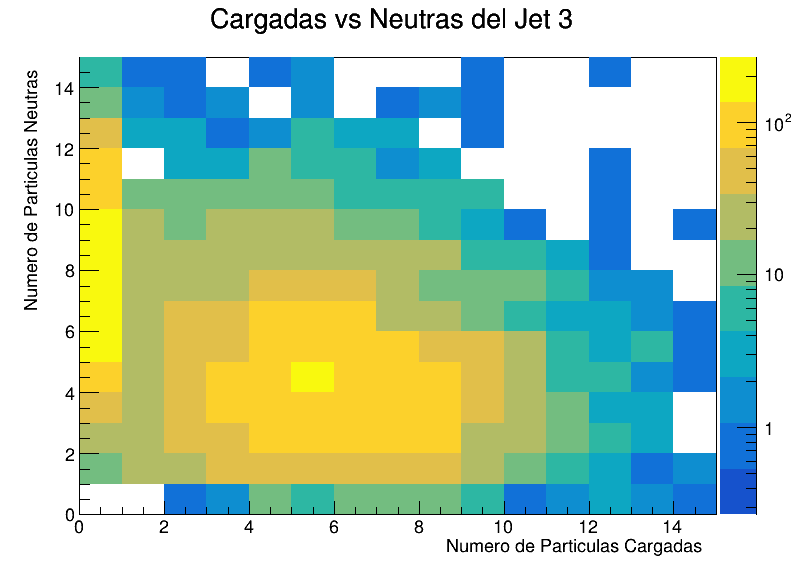 Cargadas vs Neutras del Jet 3
Numero de Particulas Neutras
14
12
10
8
6
4
2
0
0 2 4 6 8 10 12 14
Numero de Particulas Cargadas
10²
10
1